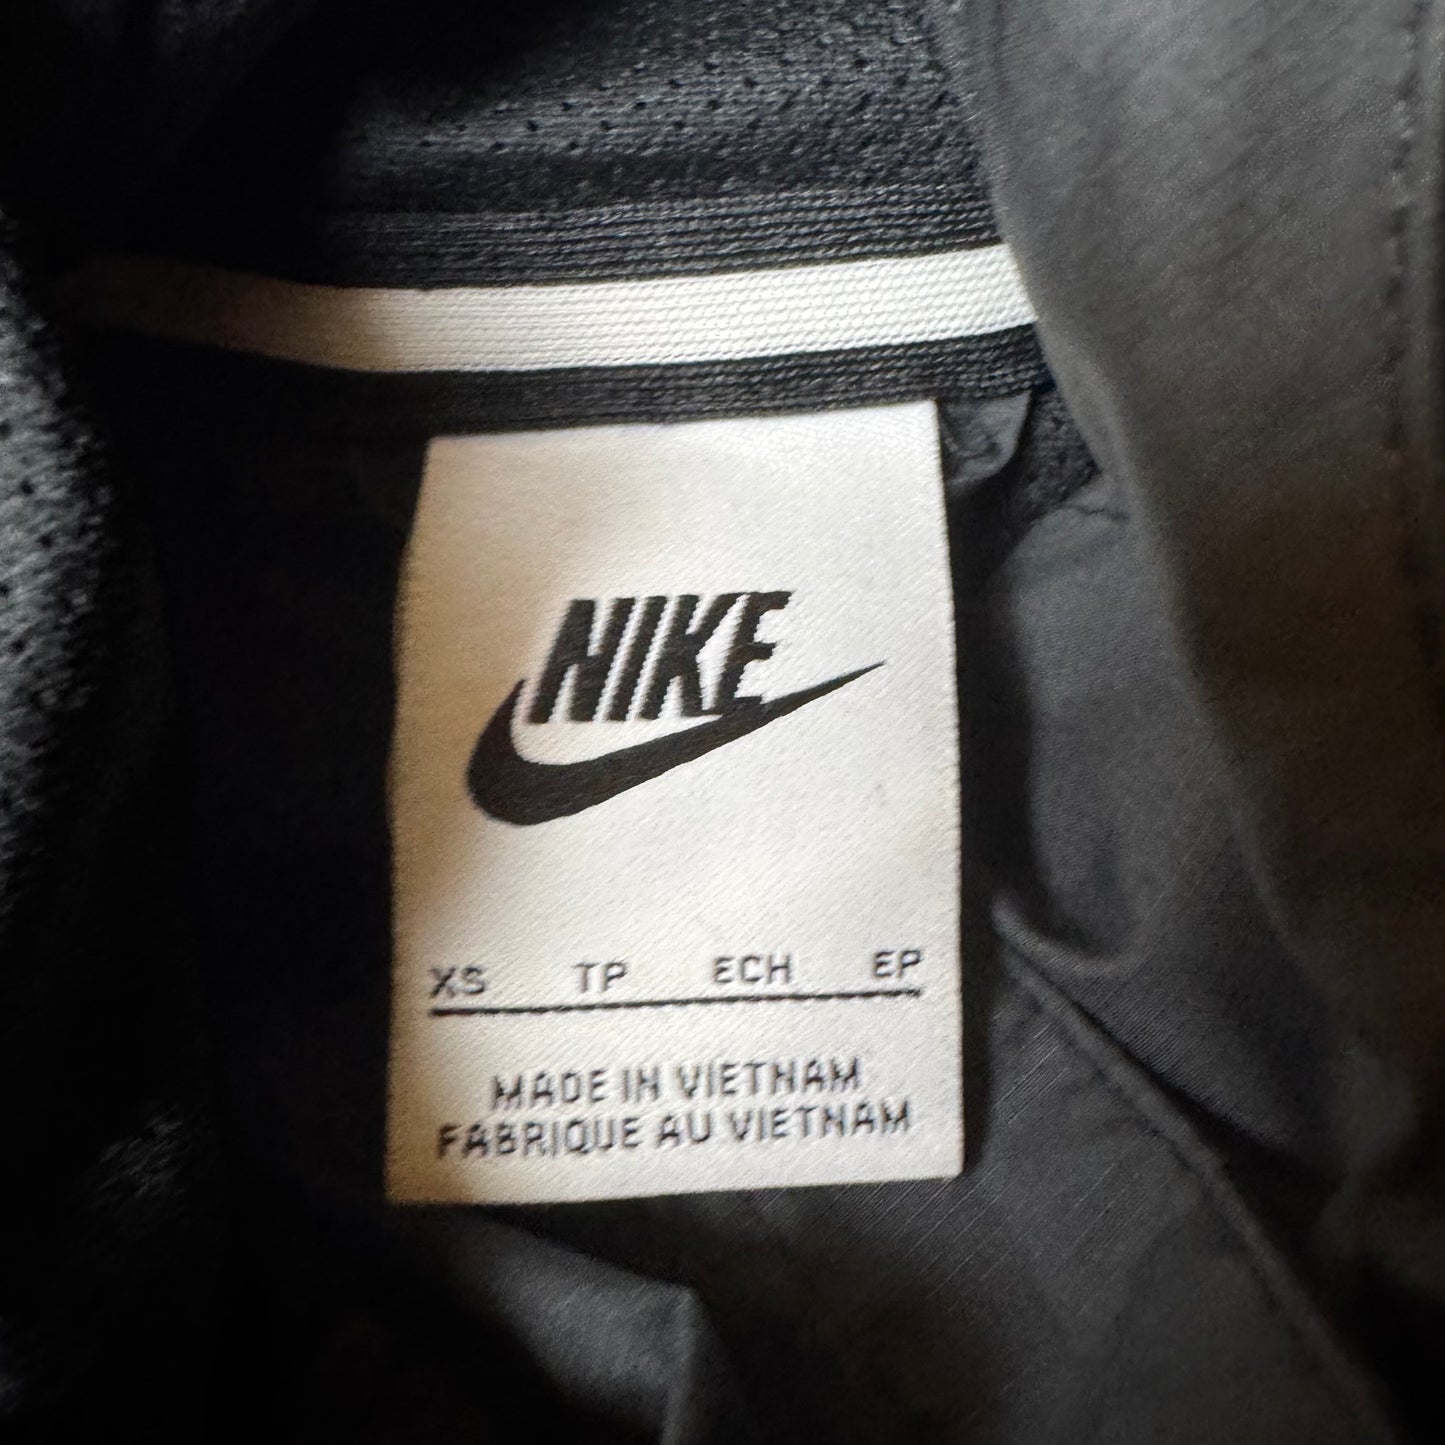 NIKE
XS TP ECH EP
MADE IN VIETNAM
FABRIQUE AU VIETNAM